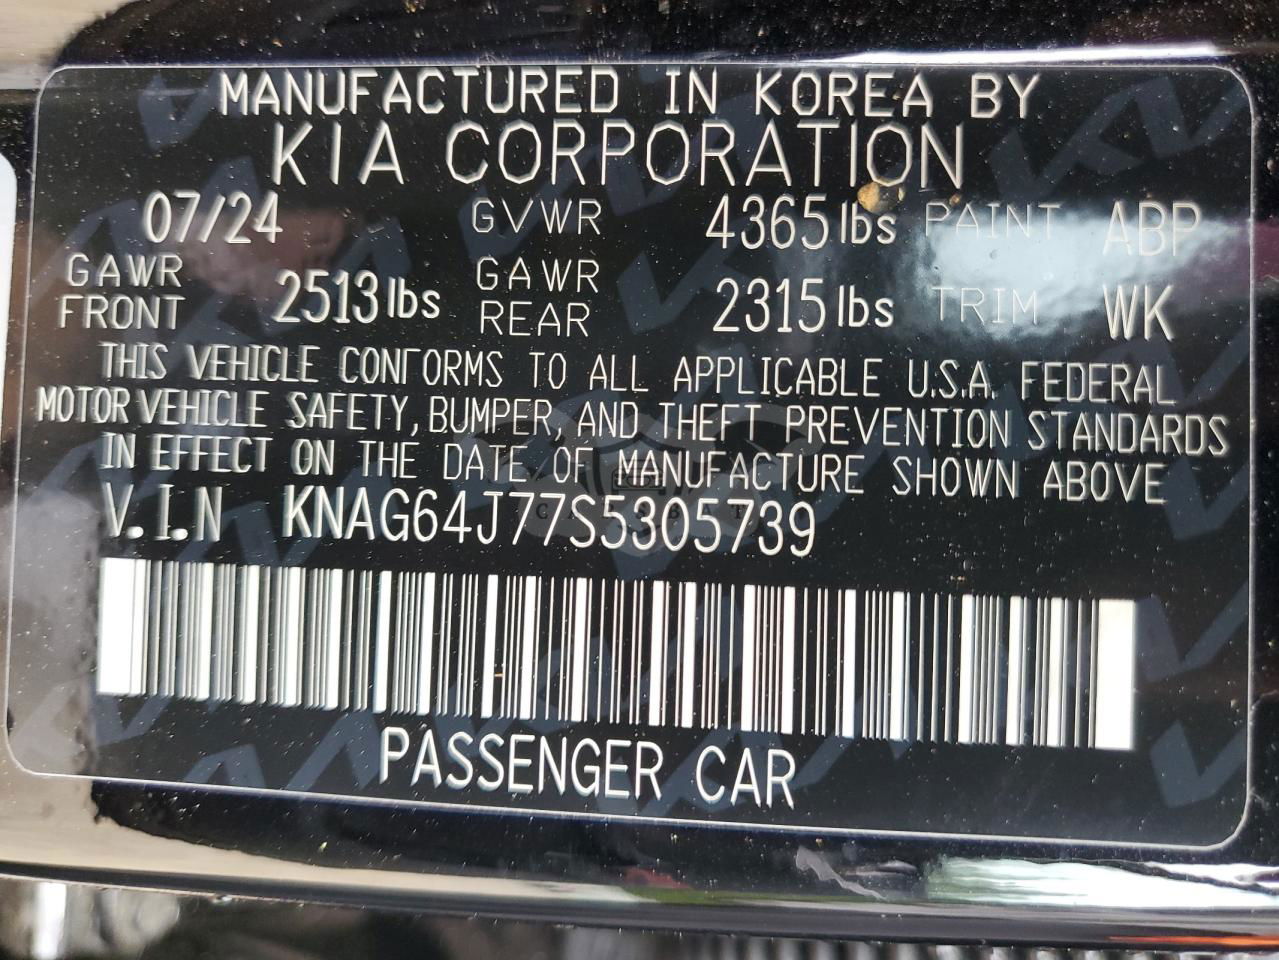 MANUFACTURED IN KOREA BY
KIA CORPORATION
07/24 GVWR 4365 lbs PAINT ABP
GAWR FRONT 2513 lbs GAWR REAR 2315 lbs TRIM WK
THIS VEHICLE CONFORMS TO ALL APPLICABLE U.S.A. FEDERAL
MOTOR VEHICLE SAFETY, BUMPER, AND THEFT PREVENTION STANDARDS
IN EFFECT ON THE DATE OF MANUFACTURE SHOWN ABOVE
V.I.N KNAG64J77S5305739
PASSENGER CAR